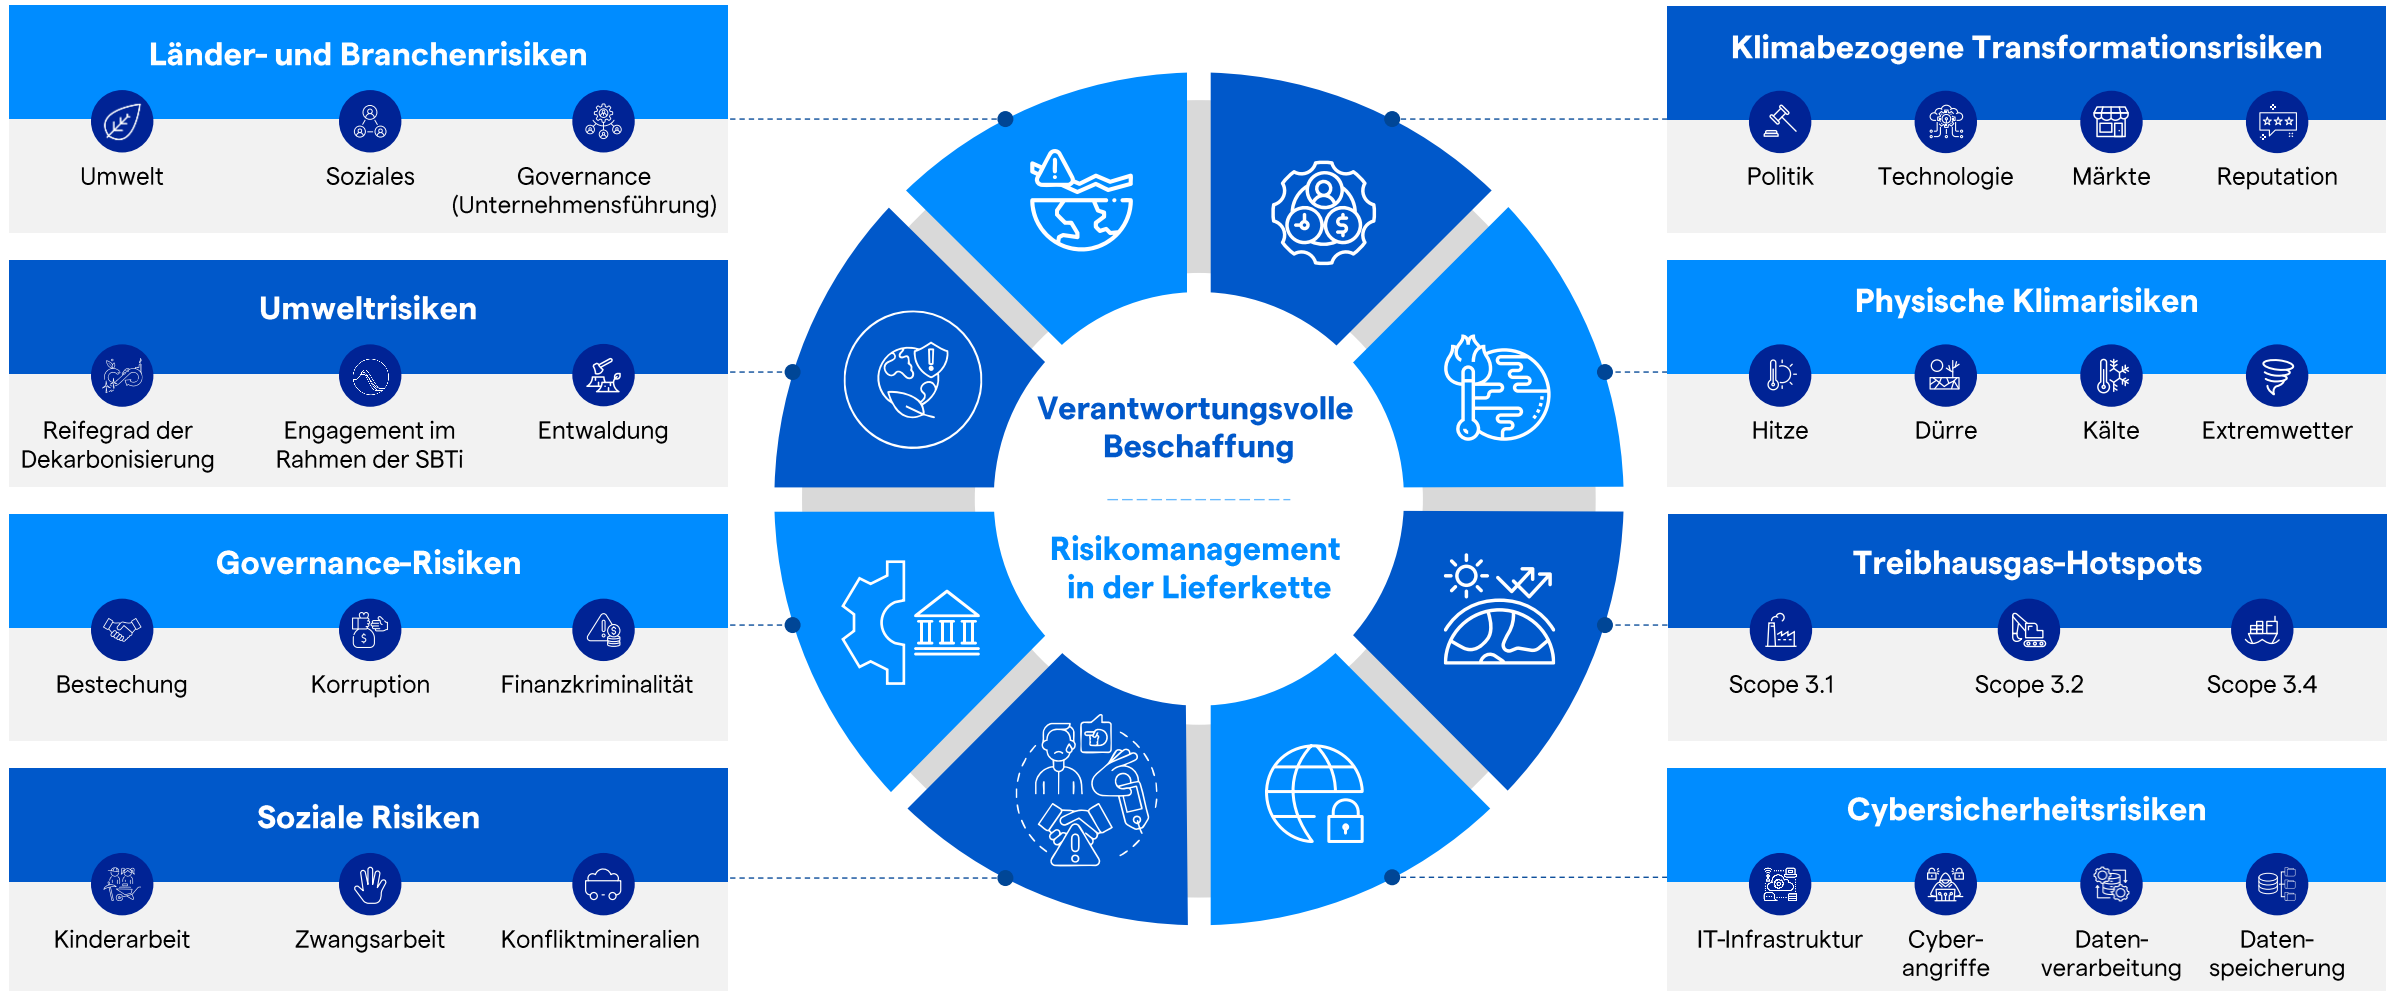 Länder- und Branchenrisiken
Umwelt
Soziales
Governance
(Unternehmensführung)
Umweltrisiken
Reifegrad der
Dekarbonisierung
Engagement im
Rahmen der SBTi
Entwaldung
Governance-Risiken
Bestechung
Korruption
Finanzkriminalität
Soziale Risiken
Kinderarbeit
Zwangsarbeit
Konfliktmineralien
Verantwortungsvolle
Beschaffung
Risikomanagement
in der Lieferkette
Klimabezogene Transformationsrisiken
Politik
Technologie
Märkte
Reputation
Physische Klimarisiken
Hitze
Dürre
Kälte
Extremwetter
Treibhausgas-Hotspots
Scope 3.1
Scope 3.2
Scope 3.4
Cybersicherheitsrisiken
IT-Infrastruktur
Cyber-
angriffe
Daten-
verarbeitung
Daten-
speicherung